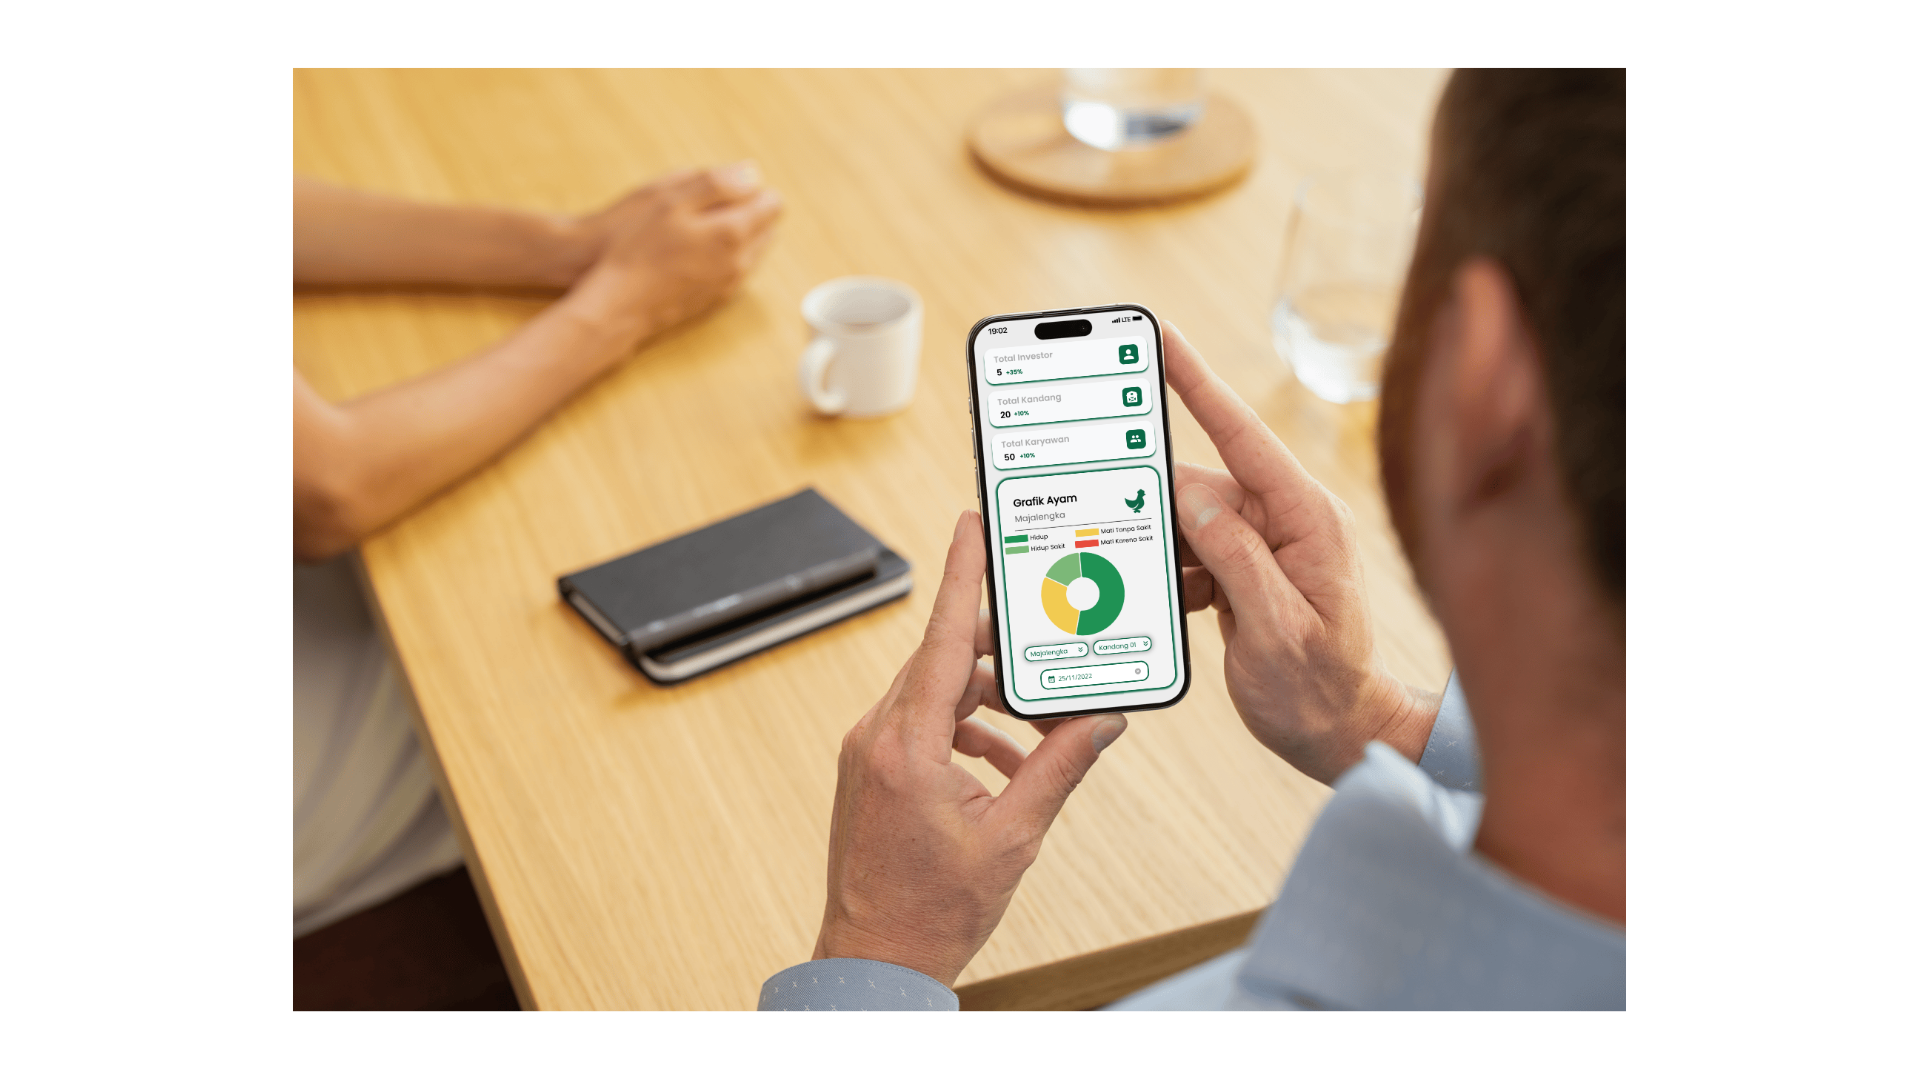 19:02 LTE
Total Investor
5 +35%
Total Kandang
20 +10%
Total Karyawan
50 +10%
Grafik Ayam
Majalengka
Hidup Mati Tanpa Sakit
Hidup Sakit Mati Karena Sakit
Majalengka Kandang 01
25/11/2022